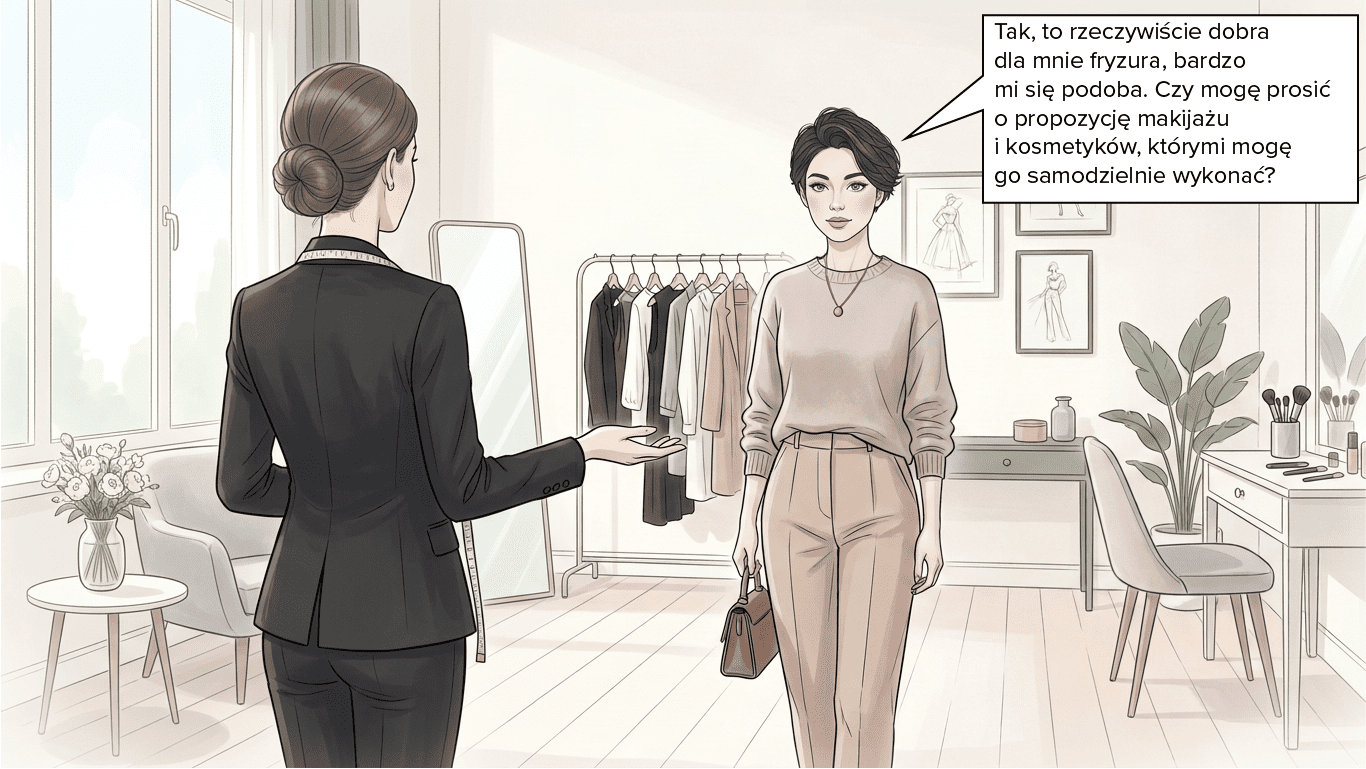 Tak, to rzeczywiście dobra
dla mnie fryzura, bardzo
mi się podoba. Czy mogę prosić
o propozycję makijażu
i kosmetyków, którymi mogę
go samodzielnie wykonać?